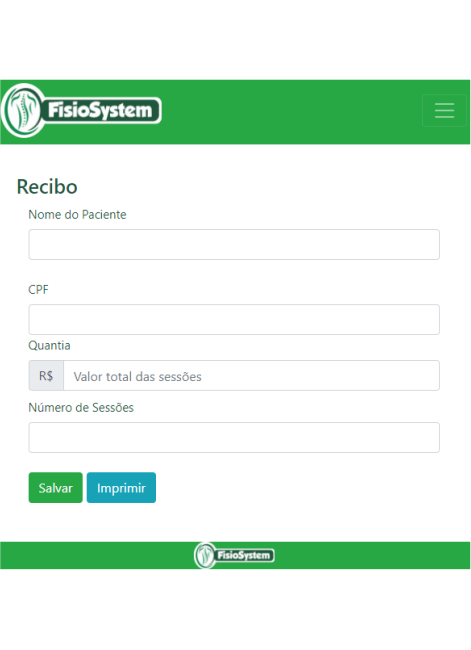 FisioSystem
Recibo
Nome do Paciente
CPF
Quantia
R$ Valor total das sessões
Número de Sessões
Salvar Imprimir
FisioSystem